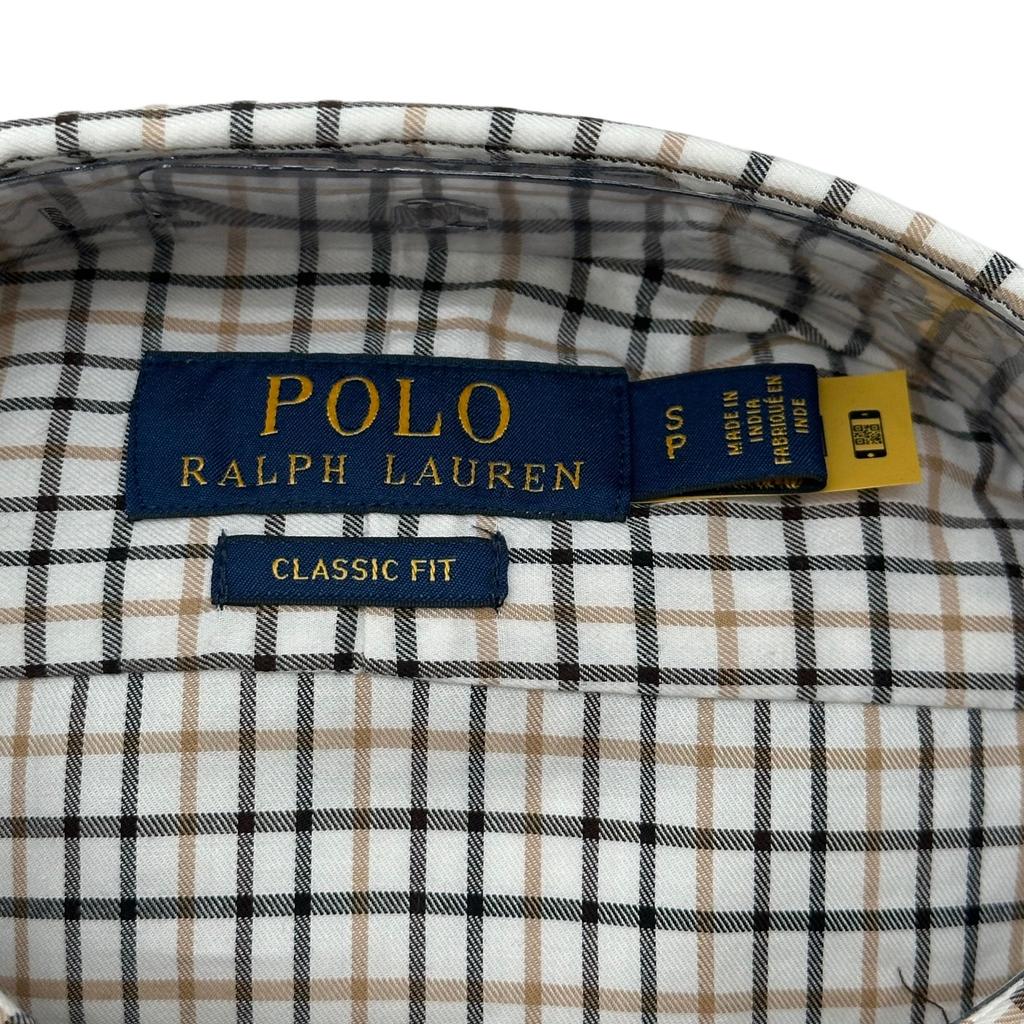 POLO
RALPH LAUREN
CLASSIC FIT
S
P
MADE IN
INDIA
FABRIQUÉ EN
INDE